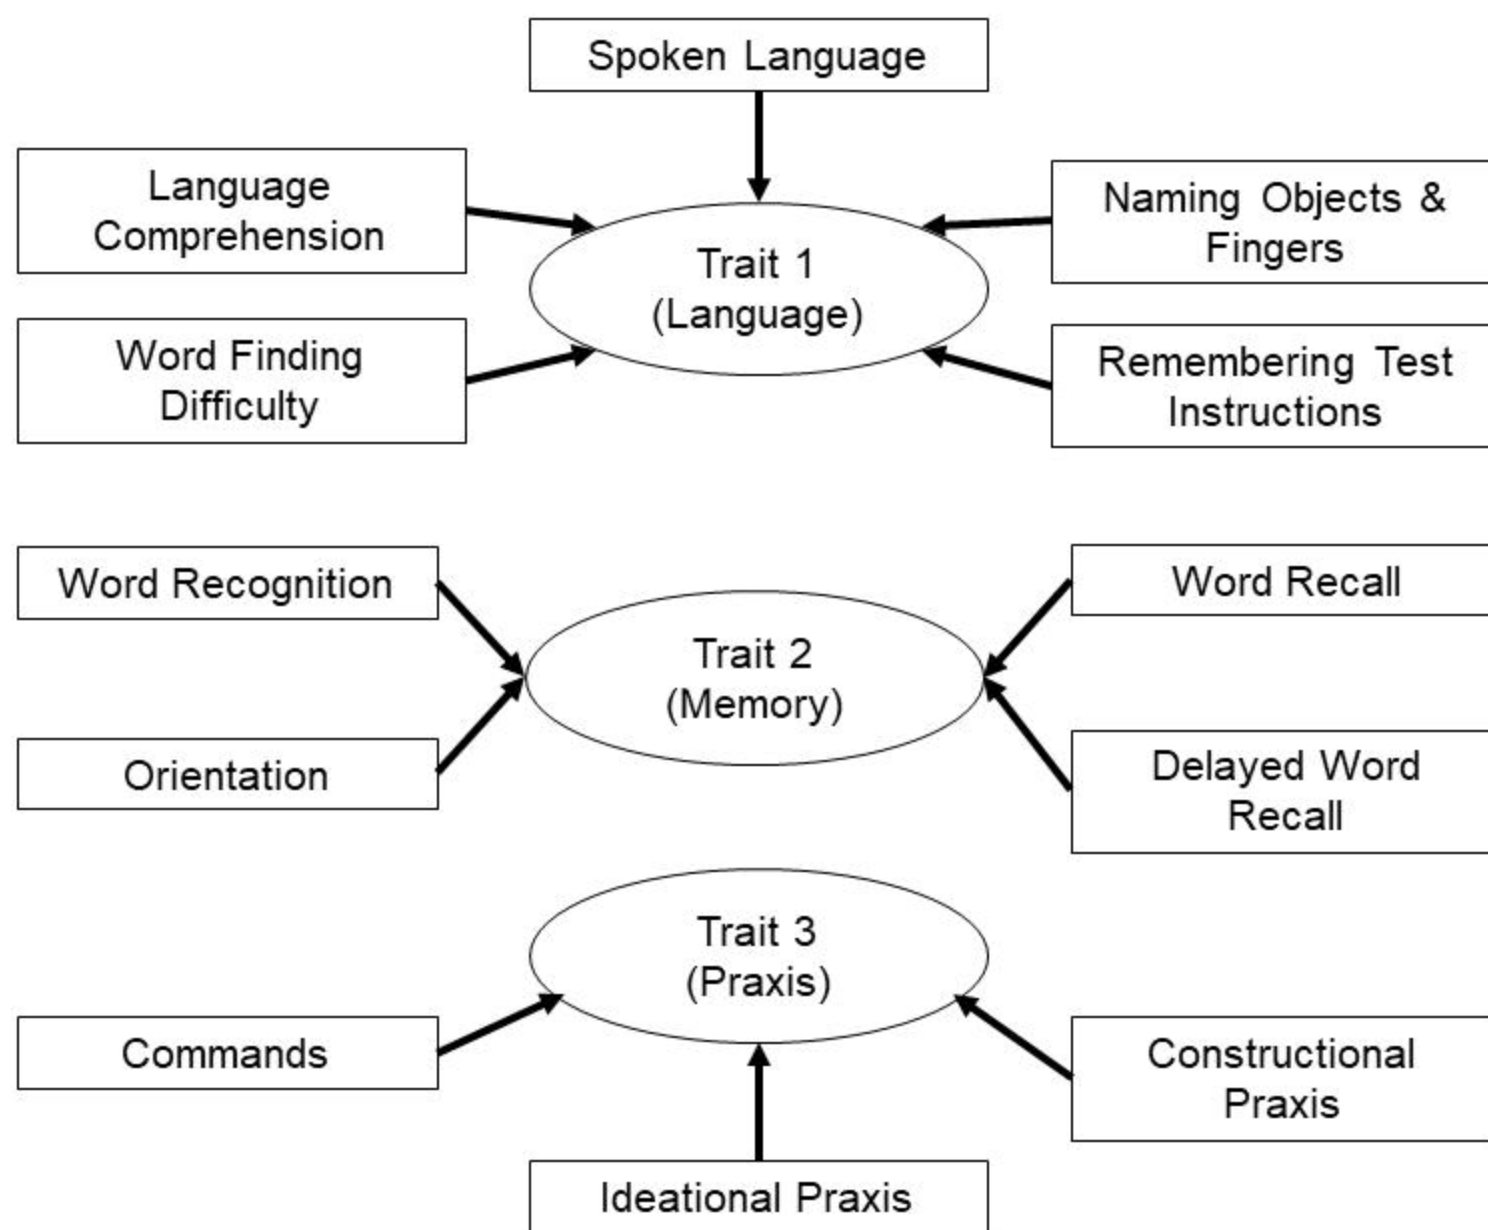 Spoken Language
Language
Comprehension
Naming Objects &
Fingers
Trait 1
(Language)
Word Finding
Difficulty
Remembering Test
Instructions
Word Recognition
Word Recall
Trait 2
(Memory)
Orientation
Delayed Word
Recall
Trait 3
(Praxis)
Commands
Constructional
Praxis
Ideational Praxis